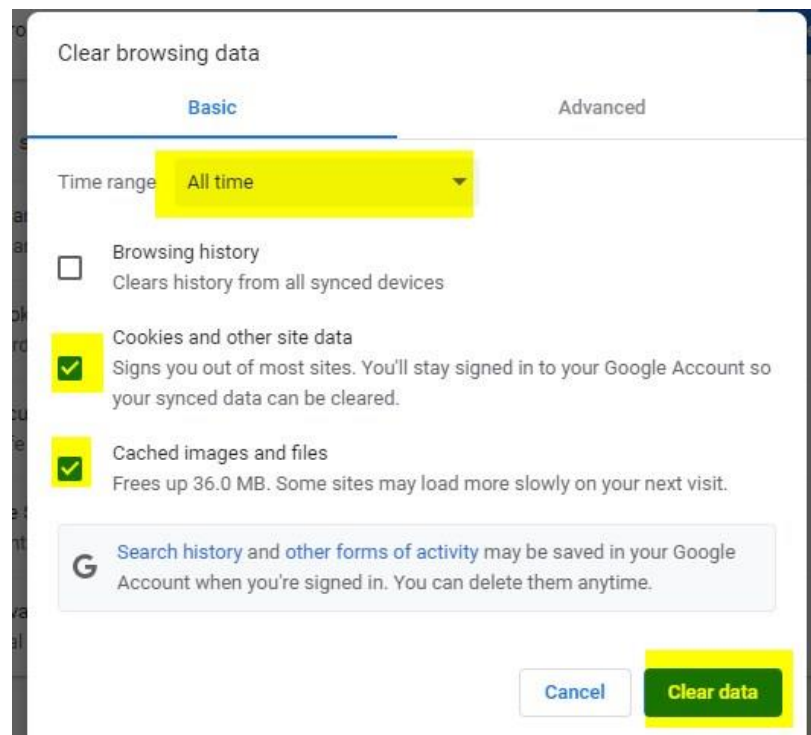 Clear browsing data
Basic
Advanced
Time range
All time
Browsing history
Clears history from all synced devices
Cookies and other site data
Signs you out of most sites. You'll stay signed in to your Google Account so
your synced data can be cleared.
Cached images and files
Frees up 36.0 MB. Some sites may load more slowly on your next visit.
G
Search history and other forms of activity may be saved in your Google
Account when you're signed in. You can delete them anytime.
Cancel
Clear data